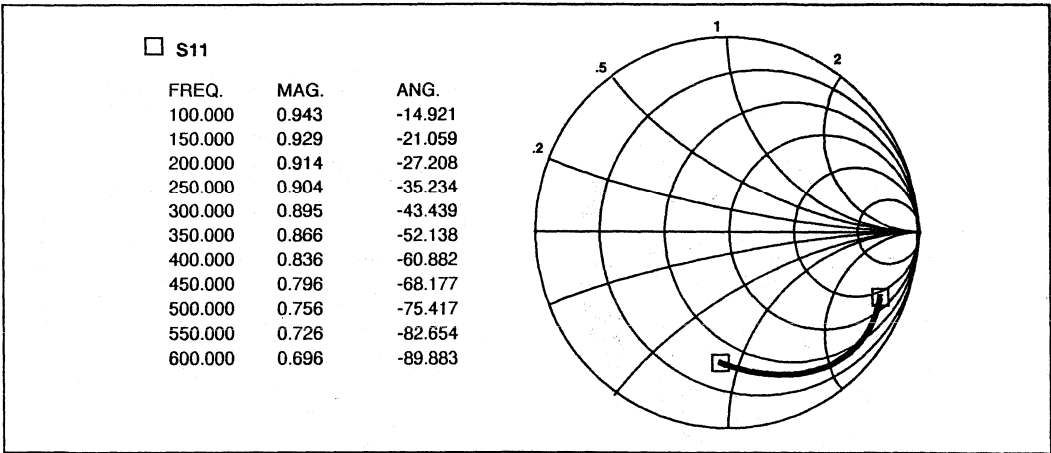 S11
FREQ. MAG. ANG.
100.000 0.943 -14.921
150.000 0.929 -21.059
200.000 0.914 -27.208
250.000 0.904 -35.234
300.000 0.895 -43.439
350.000 0.866 -52.138
400.000 0.836 -60.882
450.000 0.796 -68.177
500.000 0.756 -75.417
550.000 0.726 -82.654
600.000 0.696 -89.883
1
2
.5
.2